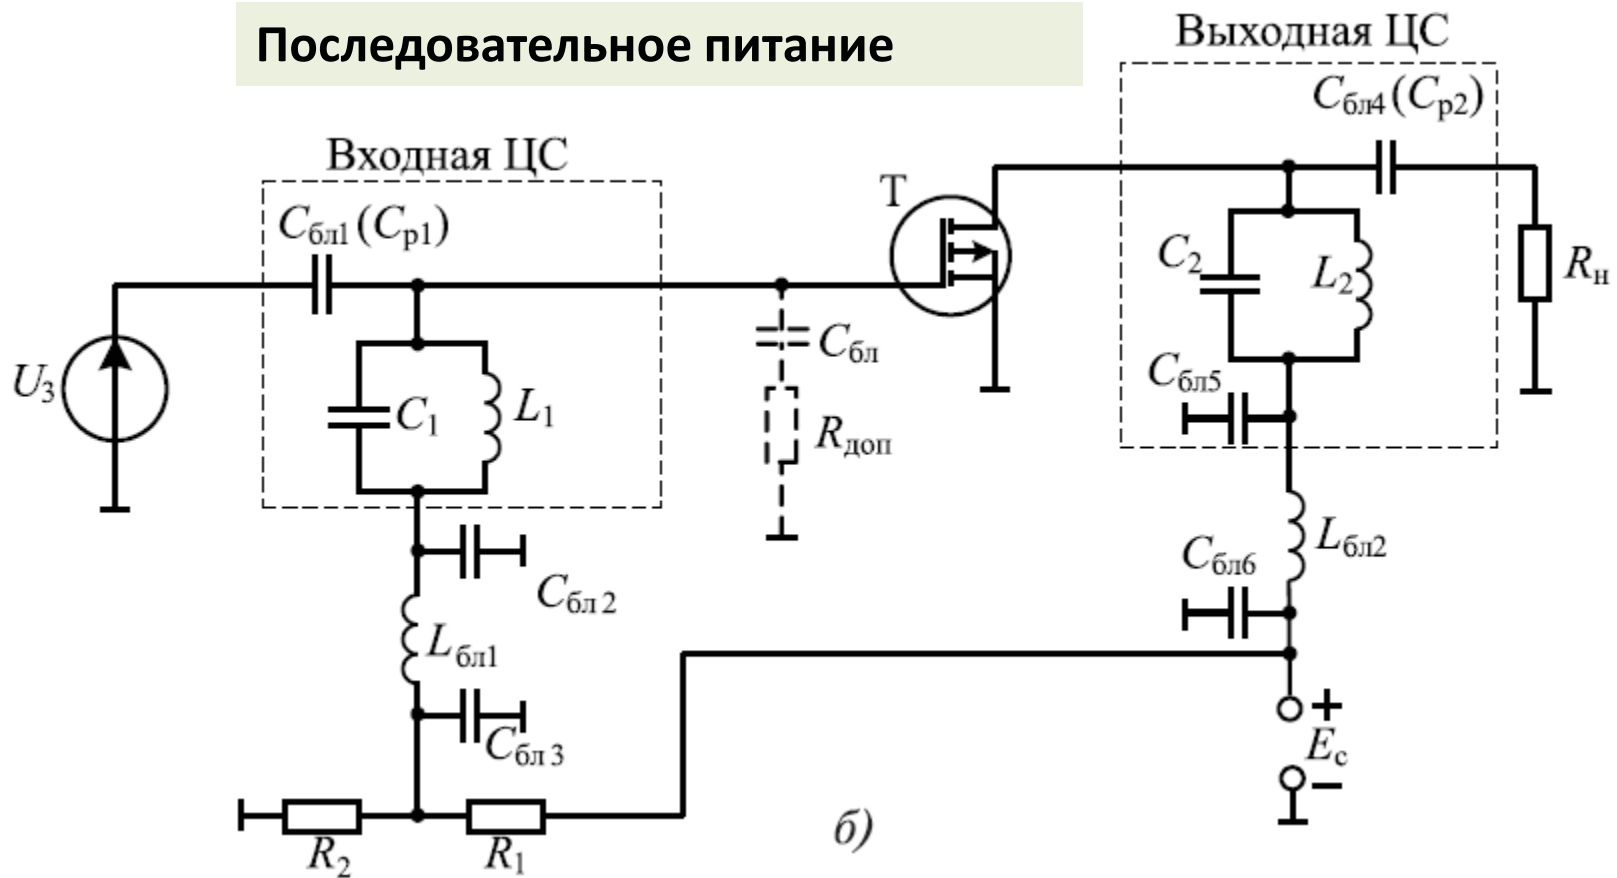 Последовательное питание
Выходная ЦС
Cбл4 (Cр2)
Входная ЦС
T
Cбл1 (Cр1)
C2
L2
Rн
Cбл
U3
Cбл5
C1
L1
Rдоп
Lбл2
Cбл6
Cбл 2
Lбл1
+
Cбл 3
Eс
−
б)
R2
R1